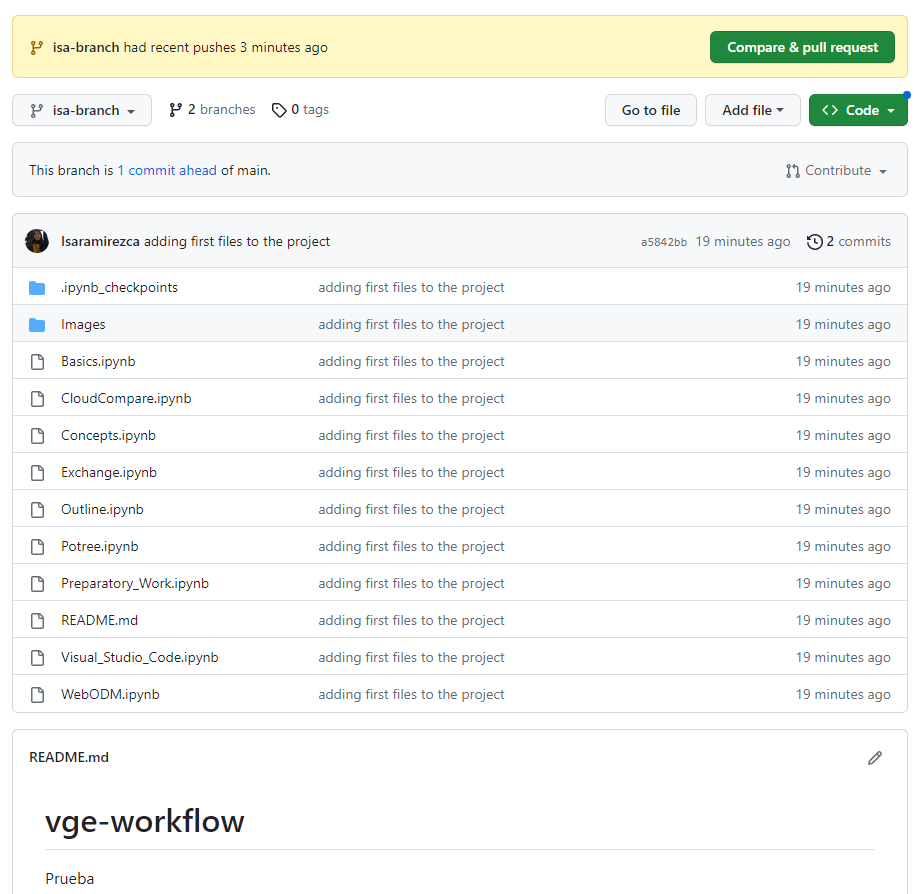 isa-branch had recent pushes 3 minutes ago Compare & pull request
isa-branch 2 branches 0 tags Go to file Add file <> Code
This branch is 1 commit ahead of main. Contribute
Isaramirezca adding first files to the project a5842bb 19 minutes ago 2 commits
.ipynb_checkpoints adding first files to the project 19 minutes ago
Images adding first files to the project 19 minutes ago
Basics.ipynb adding first files to the project 19 minutes ago
CloudCompare.ipynb adding first files to the project 19 minutes ago
Concepts.ipynb adding first files to the project 19 minutes ago
Exchange.ipynb adding first files to the project 19 minutes ago
Outline.ipynb adding first files to the project 19 minutes ago
Potree.ipynb adding first files to the project 19 minutes ago
Preparatory_Work.ipynb adding first files to the project 19 minutes ago
README.md adding first files to the project 19 minutes ago
Visual_Studio_Code.ipynb adding first files to the project 19 minutes ago
WebODM.ipynb adding first files to the project 19 minutes ago
README.md
vge-workflow
Prueba